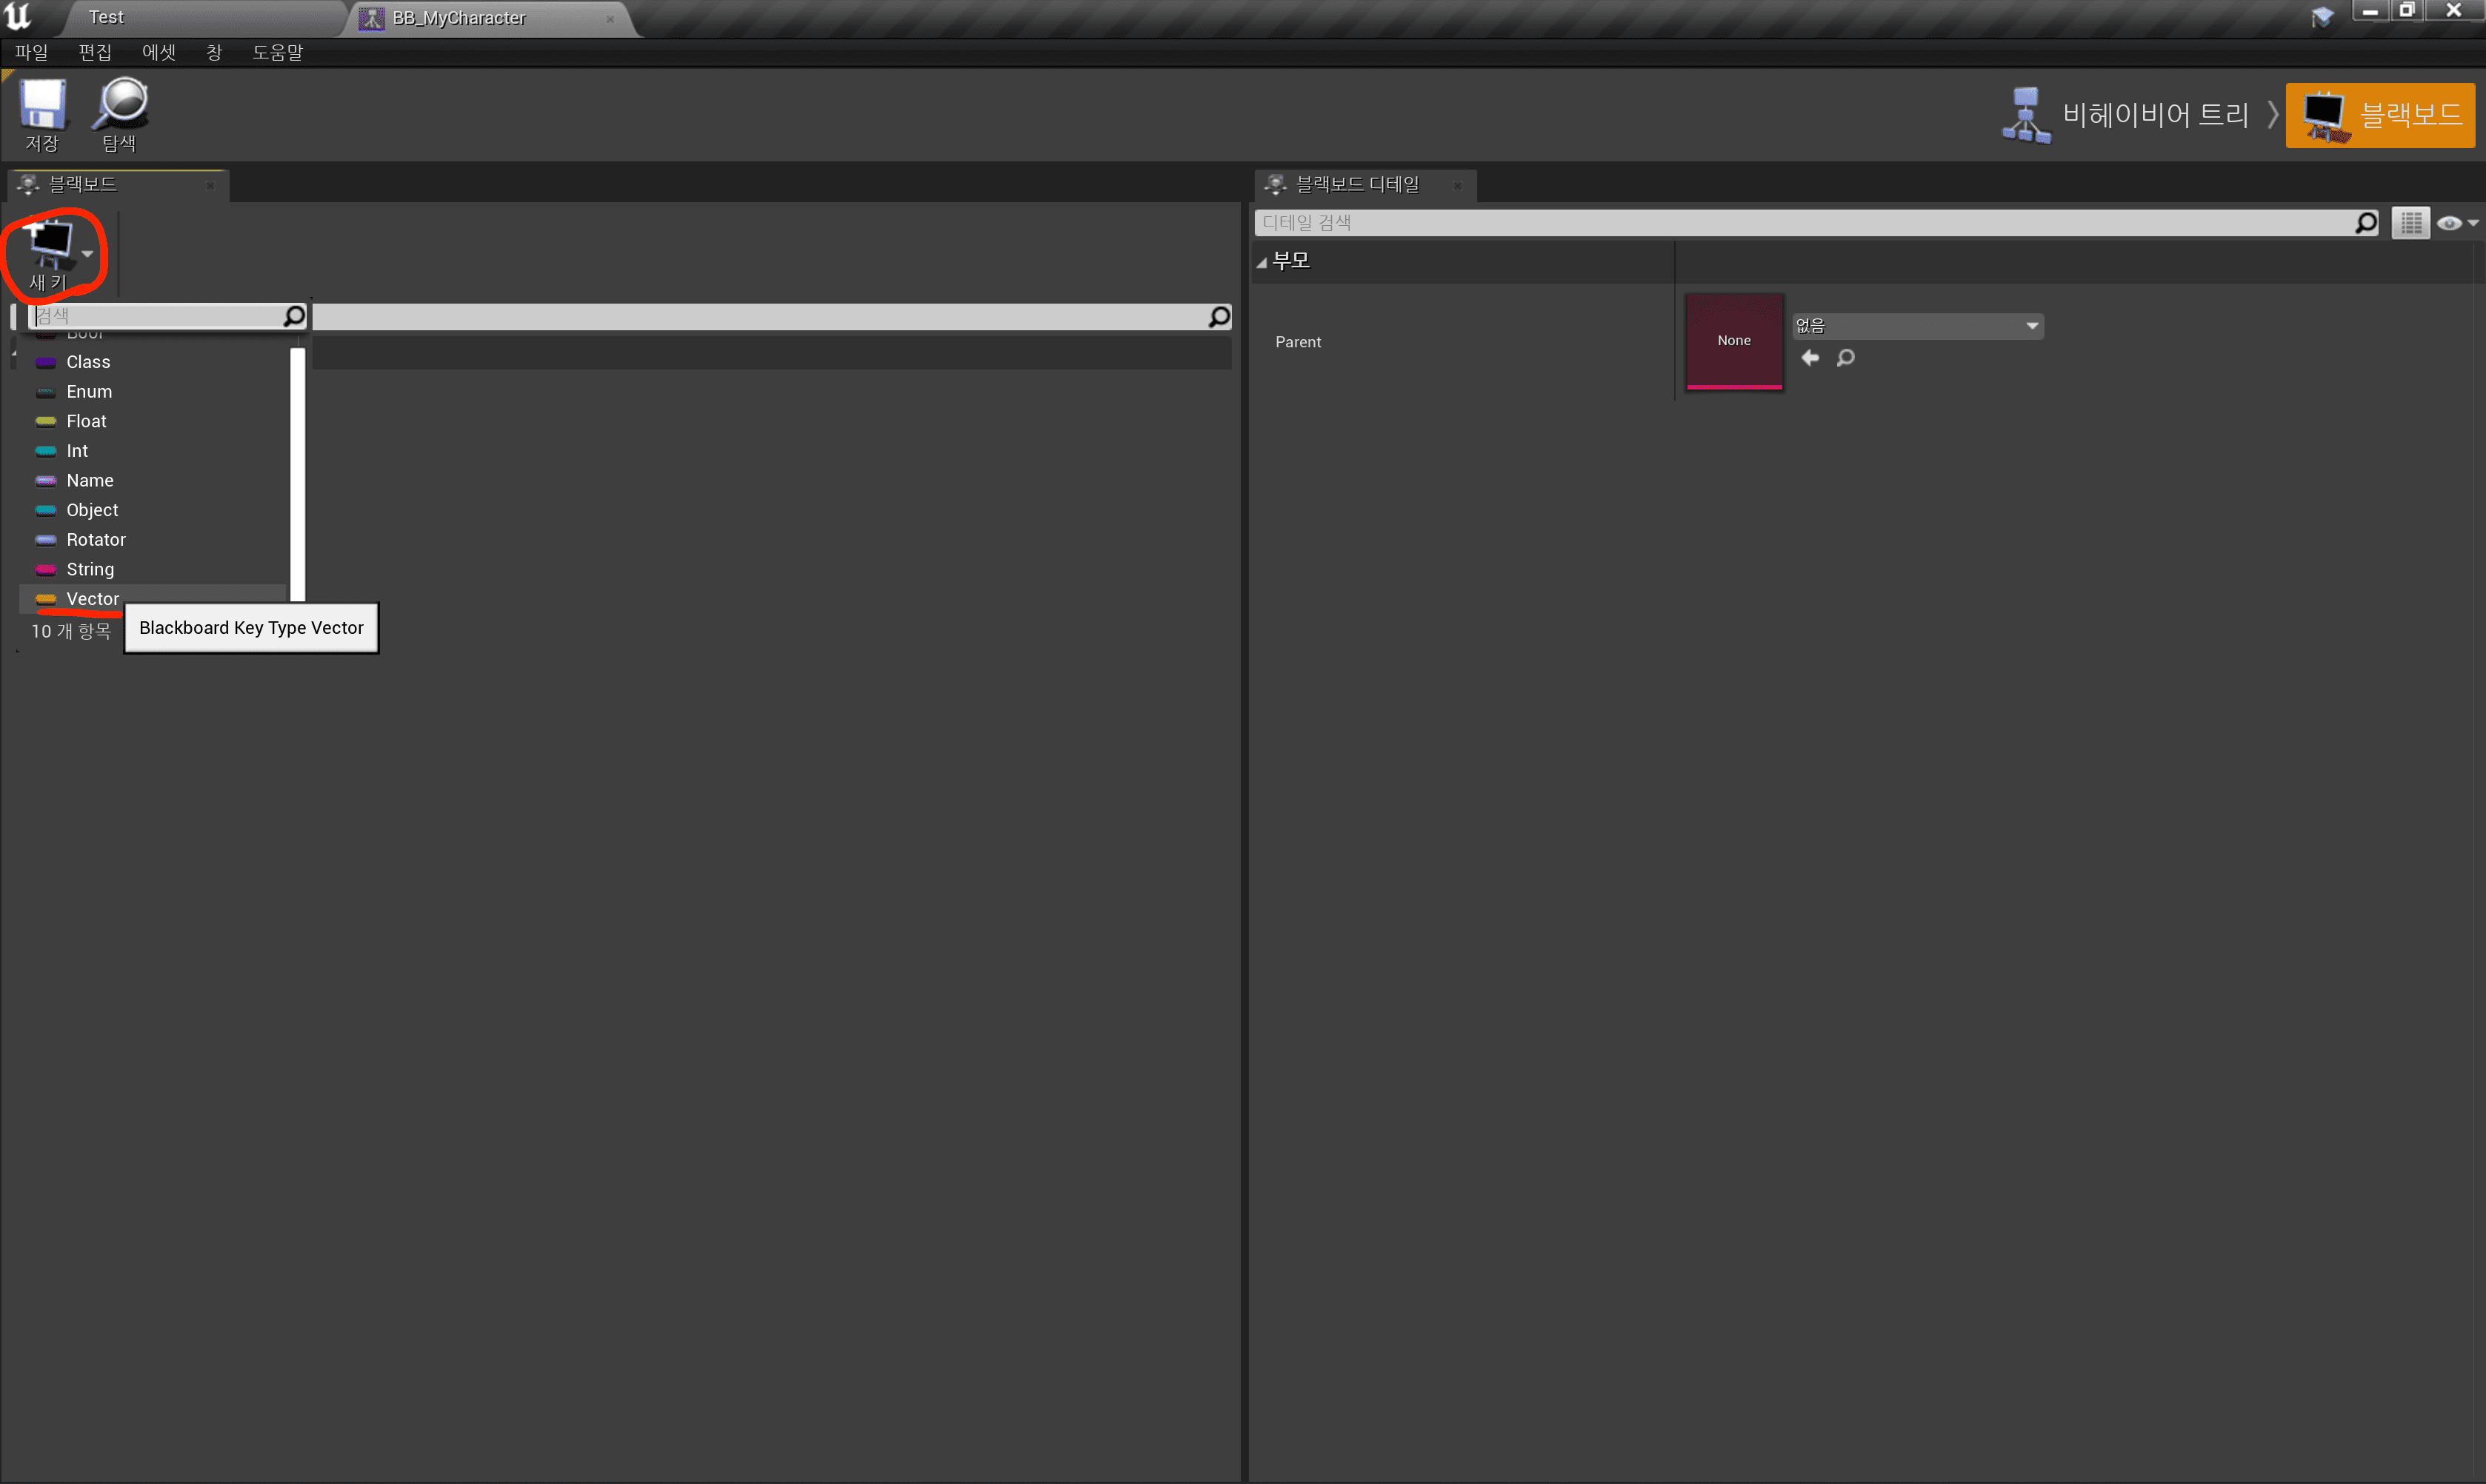 Test
BB_MyCharacter
파일 편집 에셋 창 도움말
저장 탐색
비헤이비어 트리 블랙보드
블랙보드
블랙보드 디테일
새 키
디테일 검색
부모
검색
Bool
Class
Enum
Float
Int
Name
Object
Rotator
String
Vector
10 개 항목
Blackboard Key Type Vector
Parent
None
없음